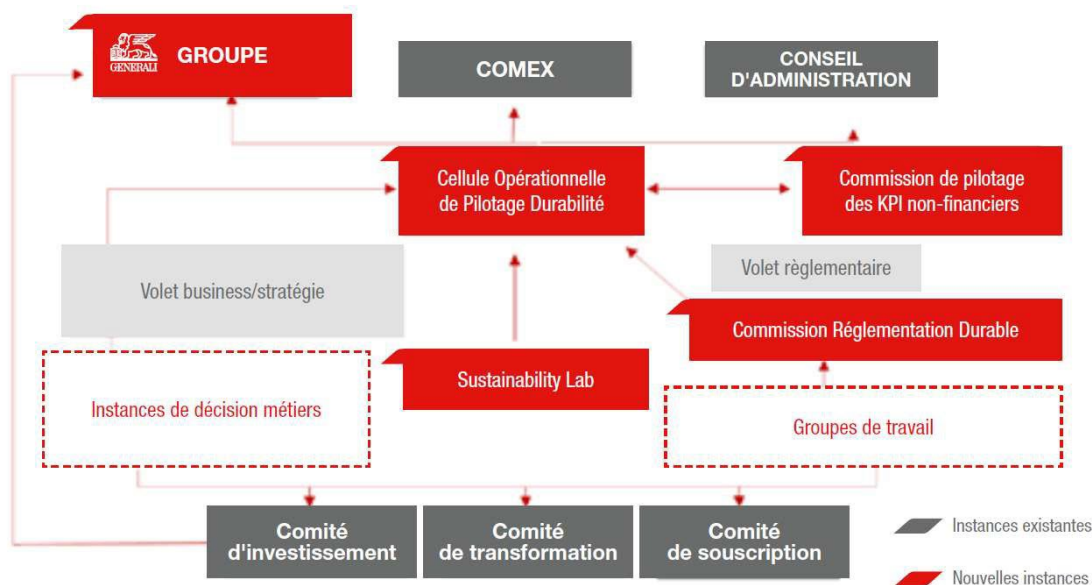 GENERALI
GROUPE
COMEX
CONSEIL
D'ADMINISTRATION
Cellule Opérationnelle
de Pilotage Durabilité
Commission de pilotage
des KPI non-financiers
Volet business/stratégie
Volet règlementaire
Commission Réglementation Durable
Sustainability Lab
Instances de décision métiers
Groupes de travail
Comité
d'investissement
Comité
de transformation
Comité
de souscription
Instances existantes
Nouvelles instances